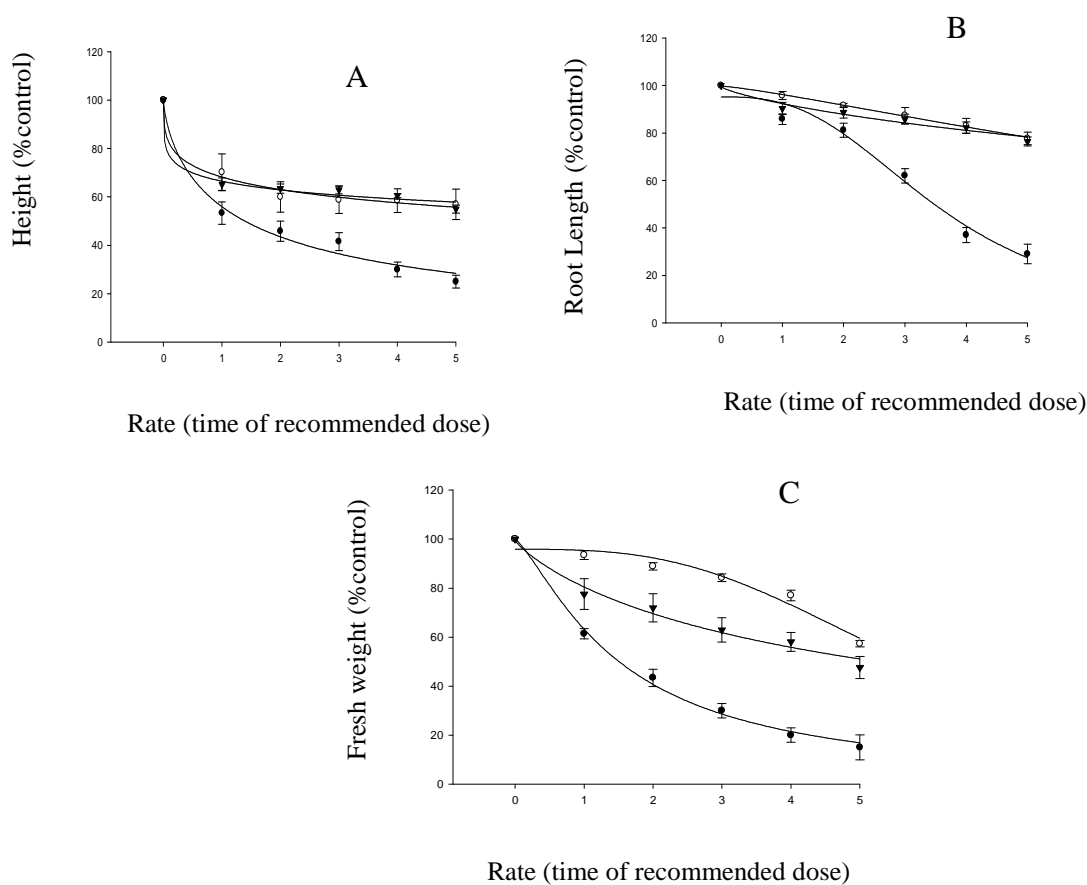 A
Height (%control)
120
100
80
60
40
20
0
0 1 2 3 4 5
Rate (time of recommended dose)
B
Root Length (%control)
120
100
80
60
40
20
0
0 1 2 3 4 5
Rate (time of recommended dose)
C
Fresh weight (%control)
120
100
80
60
40
20
0
0 1 2 3 4 5
Rate (time of recommended dose)